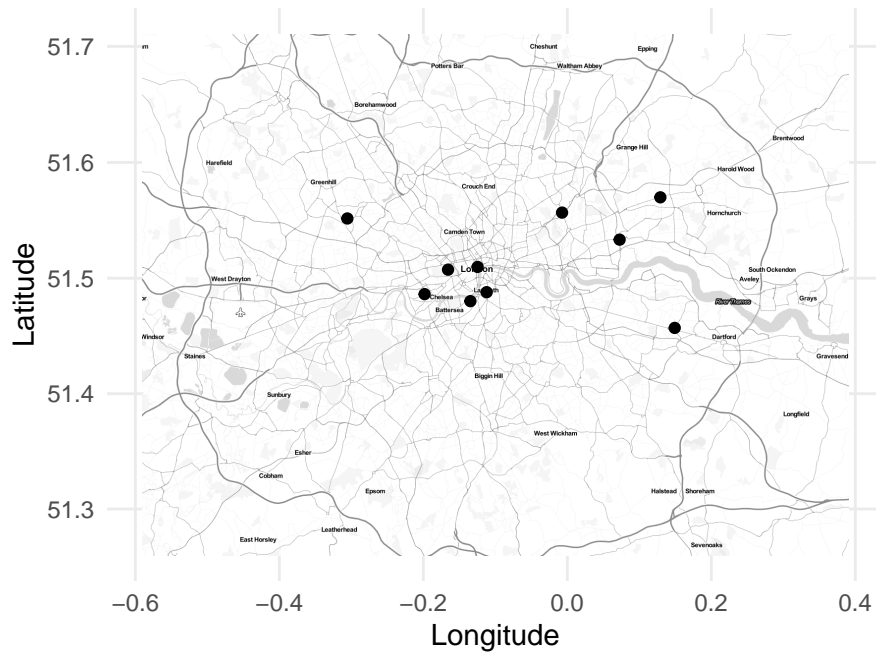 51.7
51.6
51.5
51.4
51.3
Latitude
−0.6
−0.4
−0.2
0.0
0.2
0.4
Longitude
Cheshunt
Epping
Potters Bar
Waltham Abbey
Borehamwood
Brentwood
Grange Hill
Harefield
Harold Wood
Greenhill
Crouch End
Hornchurch
Camden Town
London
South Ockendon
West Drayton
Aveley
Chelsea
Grays
River Thames
Battersea
Windsor
Dartford
Staines
Gravesend
Biggin Hill
Sunbury
Longfield
West Wickham
Esher
Cobham
Epsom
Halstead
Shoreham
Leatherhead
East Horsley
Sevenoaks